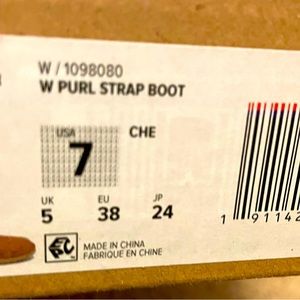 W / 1098080
W PURL STRAP BOOT
USA
7
CHE
UK
5
EU
38
JP
24
1 91142
MADE IN CHINA
FABRIQUE EN CHINE